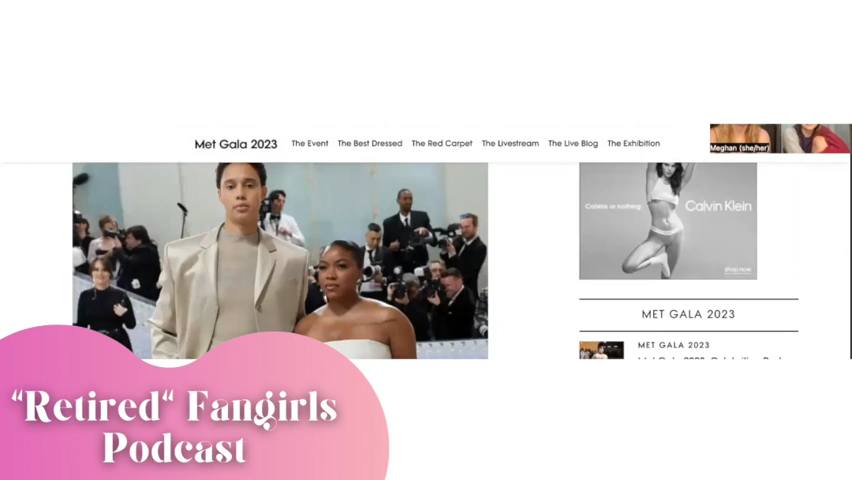 Met Gala 2023 The Event The Best Dressed The Red Carpet The Livestream The Live Blog The Exhibition
Meghan (she/her)
Calvins or nothing
Calvin Klein
shop now
MET GALA 2023
MET GALA 2023
"Retired" Fangirls
Podcast